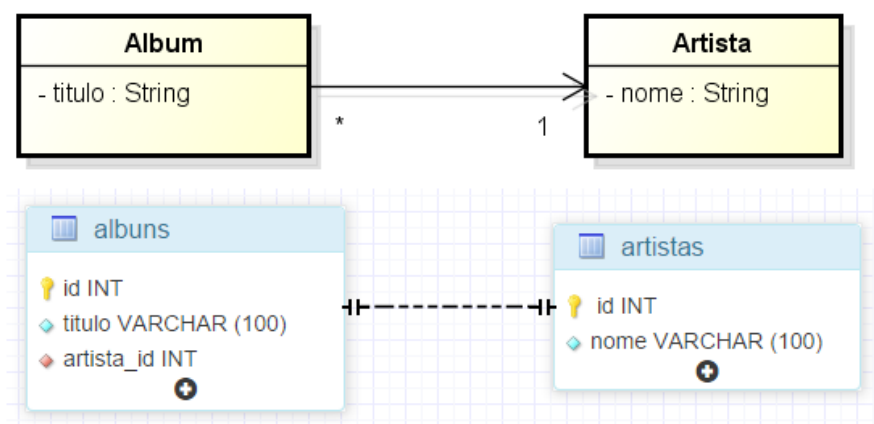 Album
- titulo : String
Artista
- nome : String
*
1
albuns
id INT
titulo VARCHAR (100)
artista_id INT
artistas
id INT
nome VARCHAR (100)